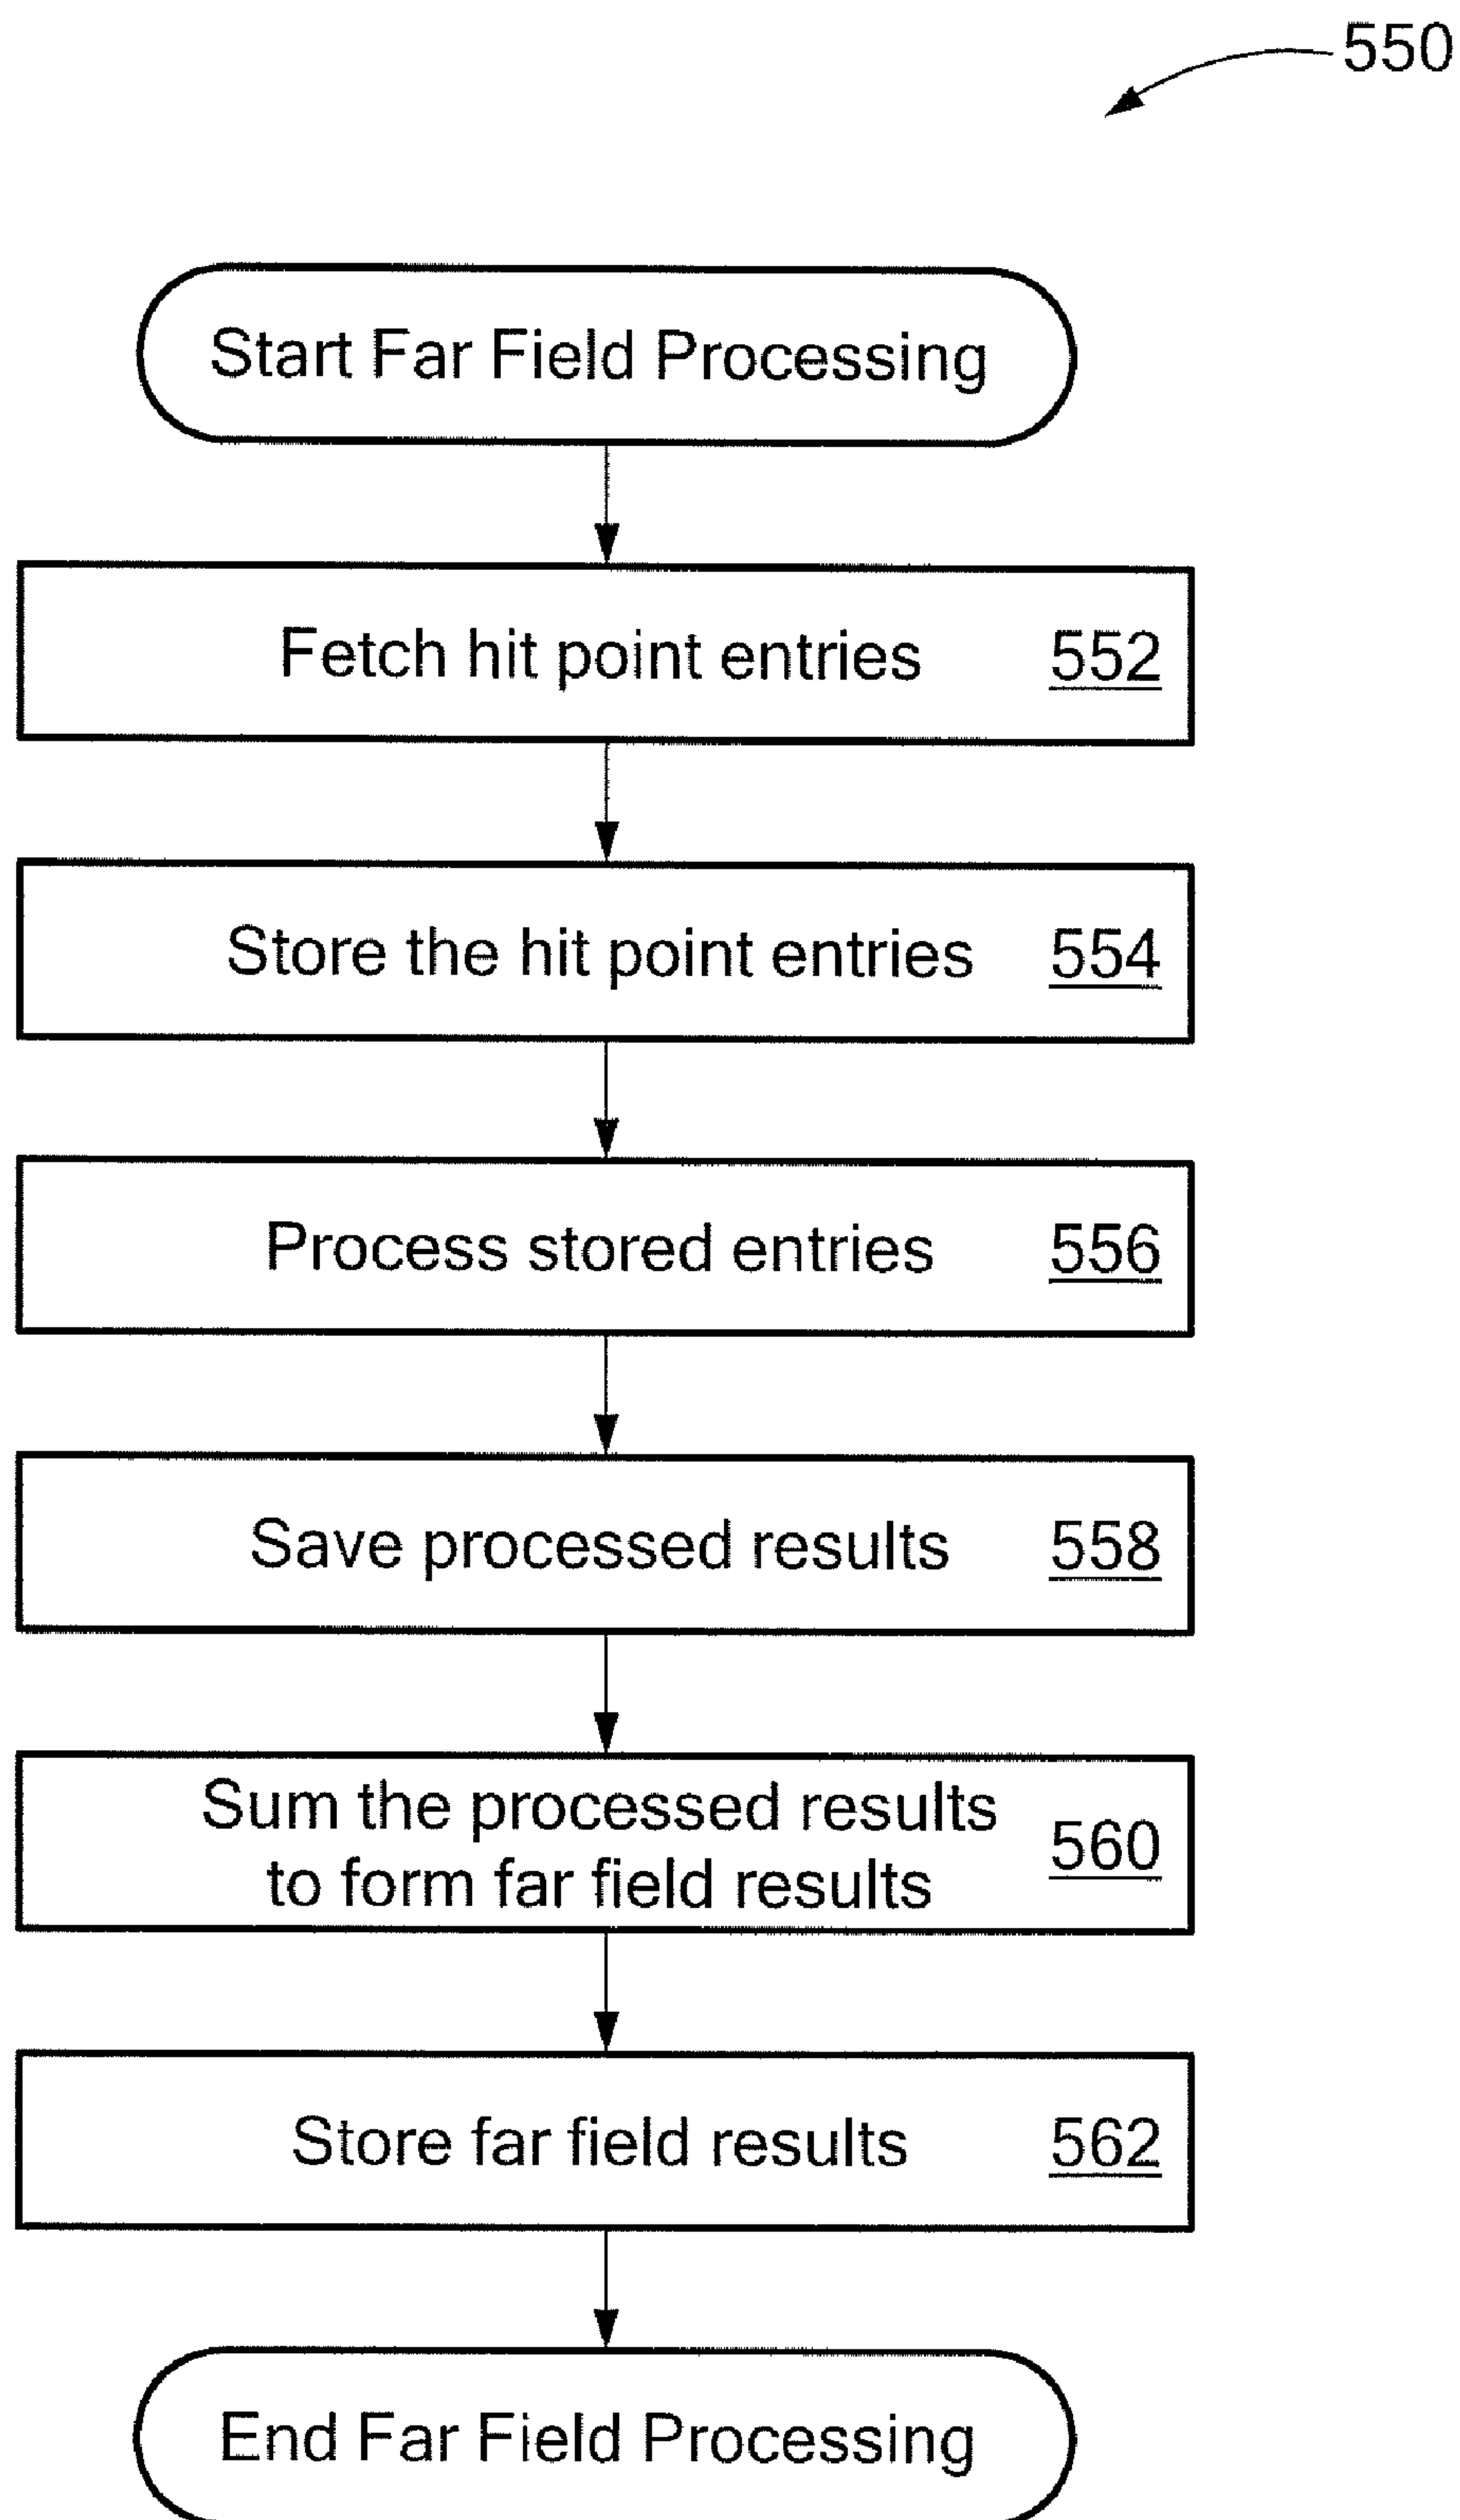 550
Start Far Field Processing
Fetch hit point entries 552
Store the hit point entries 554
Process stored entries 556
Save processed results 558
Sum the processed results
to form far field results 560
Store far field results 562
End Far Field Processing